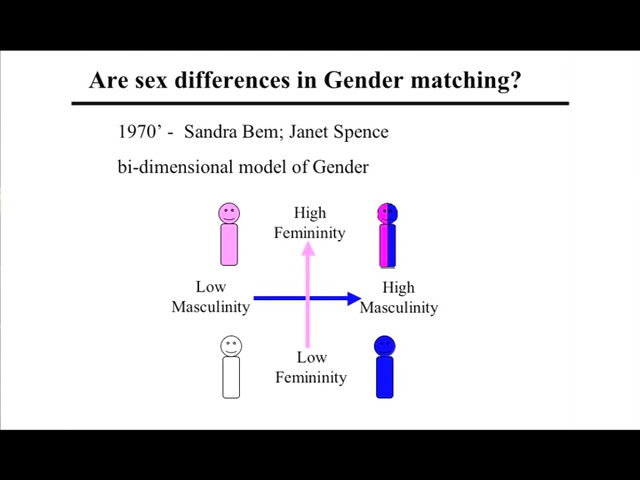 Are sex differences in Gender matching?
1970’ -  Sandra Bem; Janet Spence
bi-dimensional model of Gender
High
Femininity
Low
Masculinity
High
Masculinity
Low
Femininity